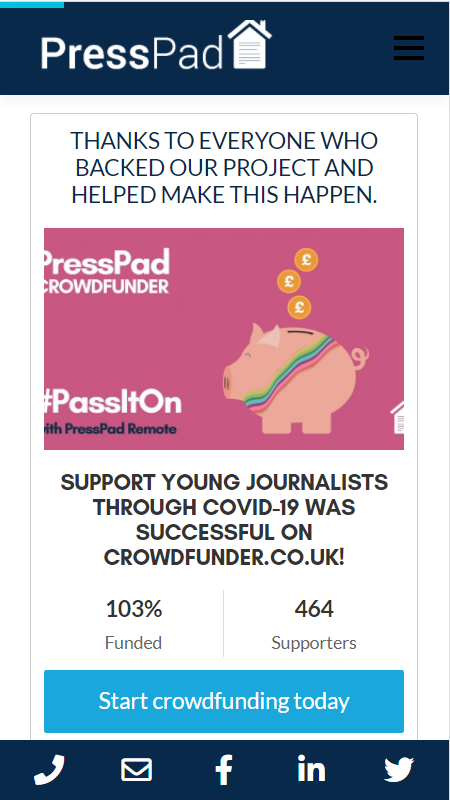 PressPad
THANKS TO EVERYONE WHO
BACKED OUR PROJECT AND
HELPED MAKE THIS HAPPEN.
PressPad
CROWDFUNDER
£
£
£
#PassItOn
with PressPad Remote
SUPPORT YOUNG JOURNALISTS
THROUGH COVID-19 WAS
SUCCESSFUL ON
CROWDFUNDER.CO.UK!
103%
Funded
464
Supporters
Start crowdfunding today